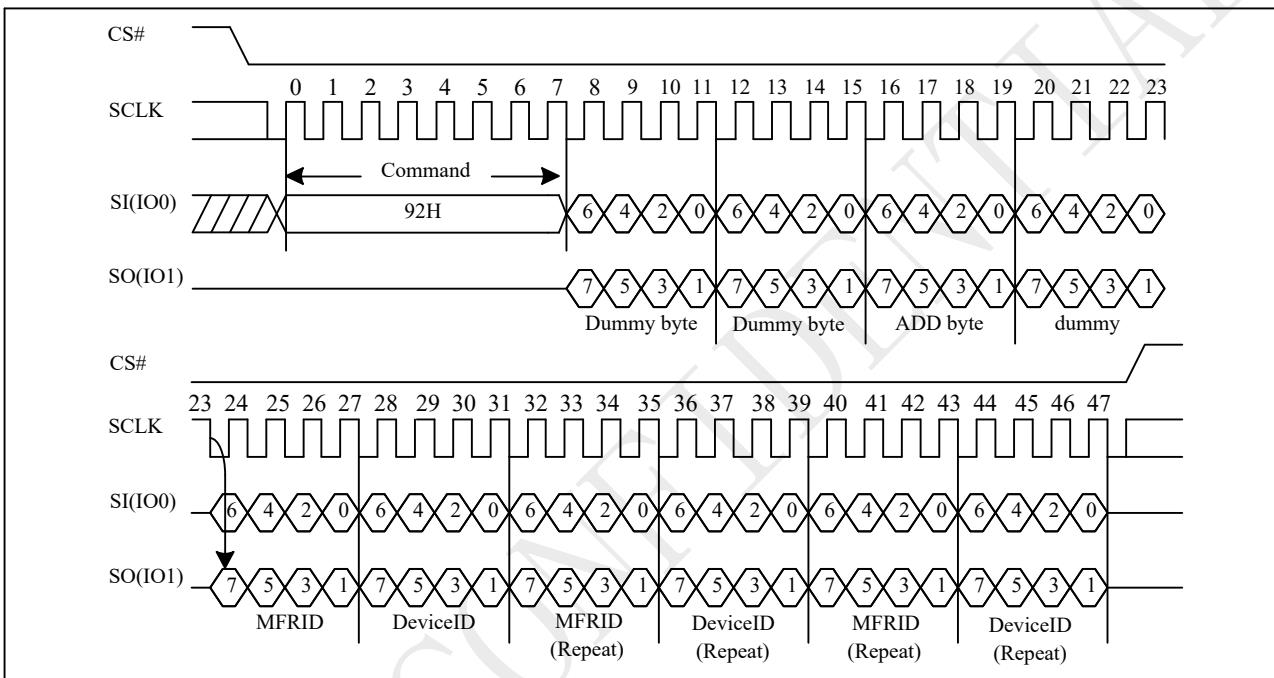 CS#
0 1 2 3 4 5 6 7 8 9 10 11 12 13 14 15 16 17 18 19 20 21 22 23
SCLK
Command
SI(IO0)
92H
6 4 2 0 6 4 2 0 6 4 2 0 6 4 2 0
SO(IO1)
7 5 3 1 7 5 3 1 7 5 3 1 7 5 3 1
Dummy byte Dummy byte ADD byte dummy
CS#
23 24 25 26 27 28 29 30 31 32 33 34 35 36 37 38 39 40 41 42 43 44 45 46 47
SCLK
SI(IO0)
6 4 2 0 6 4 2 0 6 4 2 0 6 4 2 0 6 4 2 0 6 4 2 0
SO(IO1)
7 5 3 1 7 5 3 1 7 5 3 1 7 5 3 1 7 5 3 1 7 5 3 1
MFRID DeviceID MFRID DeviceID MFRID DeviceID
(Repeat) (Repeat) (Repeat) (Repeat)
CONFIDENTIAL